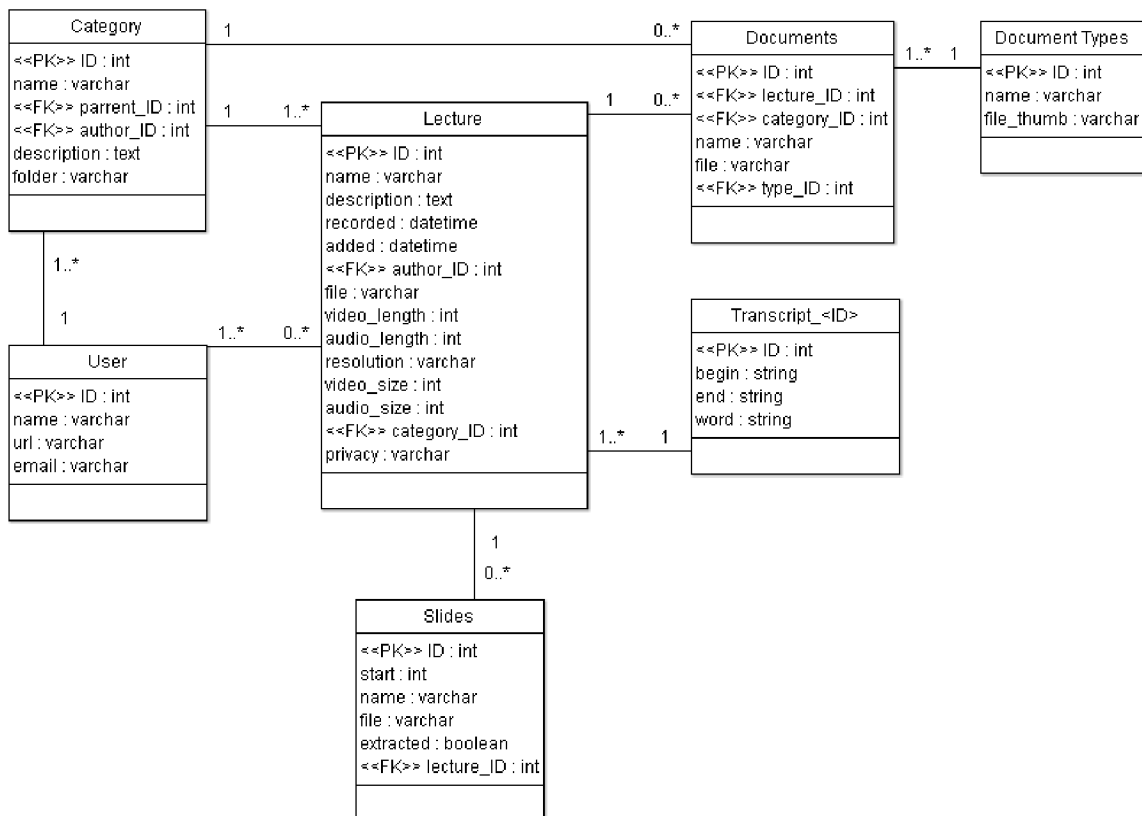 Category
<<PK>> ID : int
name : varchar
<<FK>> parrent_ID : int
<<FK>> author_ID : int
description : text
folder : varchar
1
0..*
Documents
<<PK>> ID : int
<<FK>> lecture_ID : int
<<FK>> category_ID : int
name : varchar
file : varchar
<<FK>> type_ID : int
1..*
1
Document Types
<<PK>> ID : int
name : varchar
file_thumb : varchar
1
1..*
Lecture
<<PK>> ID : int
name : varchar
description : text
recorded : datetime
added : datetime
<<FK>> author_ID : int
file : varchar
video_length : int
audio_length : int
resolution : varchar
video_size : int
audio_size : int
<<FK>> category_ID : int
privacy : varchar
1
0..*
1..*
1
User
<<PK>> ID : int
name : varchar
url : varchar
email : varchar
1..*
0..*
Transcript_<ID>
<<PK>> ID : int
begin : string
end : string
word : string
1..*
1
1
0..*
Slides
<<PK>> ID : int
start : int
name : varchar
file : varchar
extracted : boolean
<<FK>> lecture_ID : int